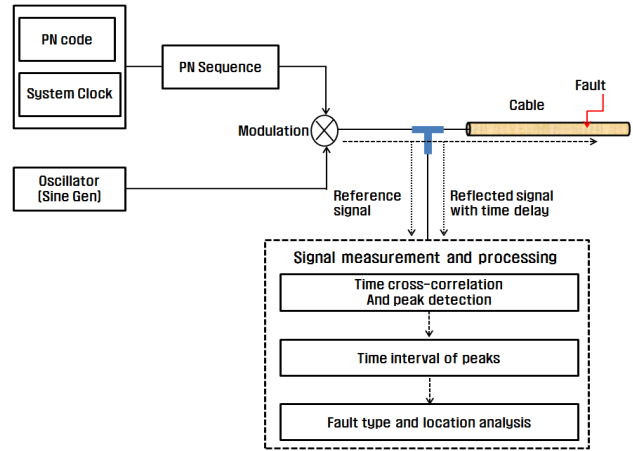 PN code
System Clock
PN Sequence
Modulation
Oscillator
(Sine Gen)
Cable
Fault
Reference
signal
Reflected signal
with time delay
Signal measurement and processing
Time cross-correlation
And peak detection
Time interval of peaks
Fault type and location analysis